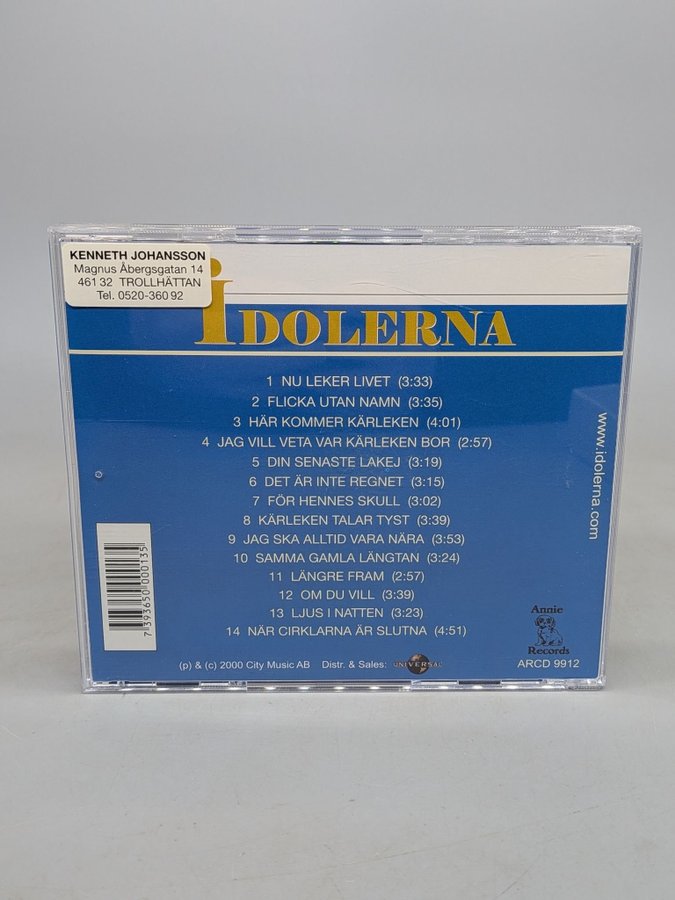 KENNETH JOHANSSON
Magnus Åbergsgatan 14
461 32 TROLLHÄTTAN
Tel. 0520-360 92
IDOLERNA
1 NU LEKER LIVET (3:33)
2 FLICKA UTAN NAMN (3:35)
3 HÄR KOMMER KÄRLEKEN (4:01)
4 JAG VILL VETA VAR KÄRLEKEN BOR (2:57)
5 DIN SENASTE LAKEJ (3:19)
6 DET ÄR INTE REGNET (3:15)
7 FÖR HENNES SKULL (3:02)
8 KÄRLEKEN TALAR TYST (3:39)
9 JAG SKA ALLTID VARA NÄRA (3:53)
10 SAMMA GAMLA LÄNGTAN (3:24)
11 LÄNGRE FRAM (2:57)
12 OM DU VILL (3:39)
13 LJUS I NATTEN (3:23)
14 NÄR CIRKLARNA ÄR SLUTNA (4:51)
www.idolerna.com
7 393650 000135
(p) & (c) 2000 City Music AB Distr. & Sales: UNIVERSAL
Annie
Records
ARCD 9912